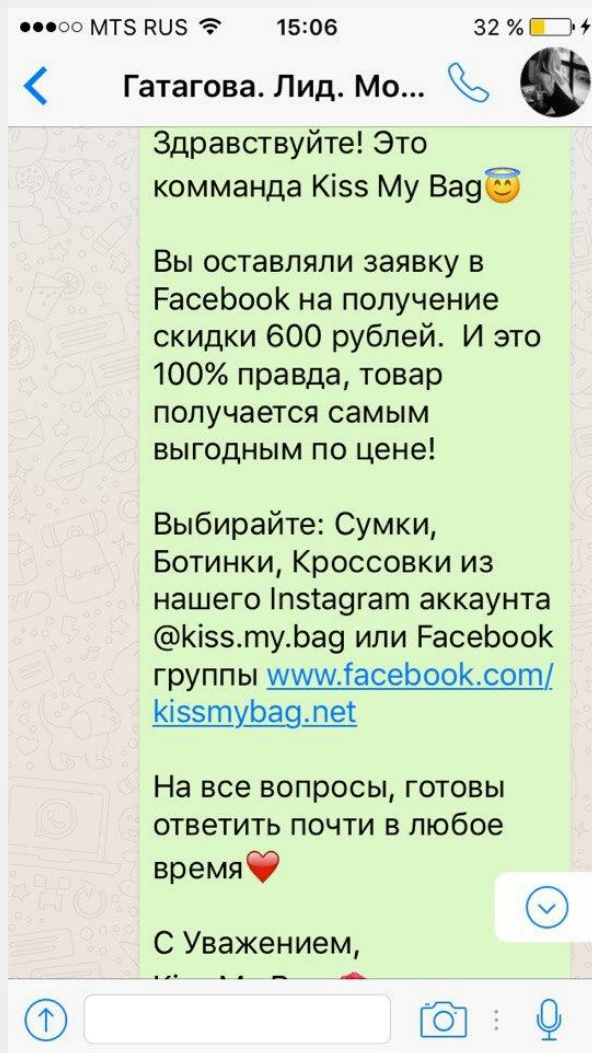 MTS RUS 15:06 32 %
Гатагова. Лид. Мо...
Здравствуйте! Это
комманда Kiss My Bag😇
Вы оставляли заявку в
Facebook на получение
скидки 600 рублей. И это
100% правда, товар
получается самым
выгодным по цене!
Выбирайте: Сумки,
Ботинки, Кроссовки из
нашего Instagram аккаунта
@kiss.my.bag или Facebook
группы www.facebook.com/
kissmybag.net
На все вопросы, готовы
ответить почти в любое
время❤️
С Уважением,